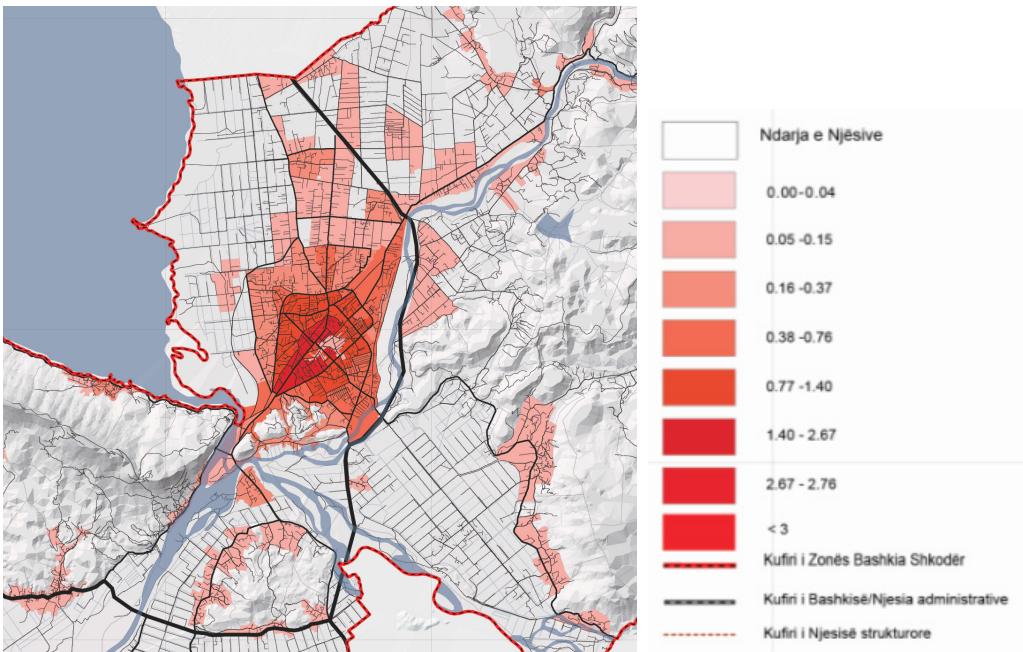 Ndarja e Njësive
0.00 -0.04
0.05 -0.15
0.16 -0.37
0.38 -0.76
0.77 -1.40
1.40 - 2.67
2.67 - 2.76
< 3
Kufiri i Zonës Bashkia Shkodër
Kufiri i Bashkisë/Njesia administrative
Kufiri i Njesisë strukturore